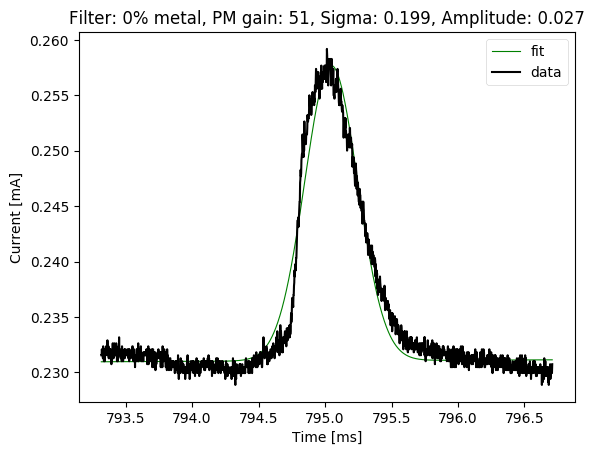 Filter: 0% metal, PM gain: 51, Sigma: 0.199, Amplitude: 0.027
0.260
0.255
0.250
0.245
0.240
0.235
0.230
Current [mA]
fit
data
793.5 794.0 794.5 795.0 795.5 796.0 796.5
Time [ms]